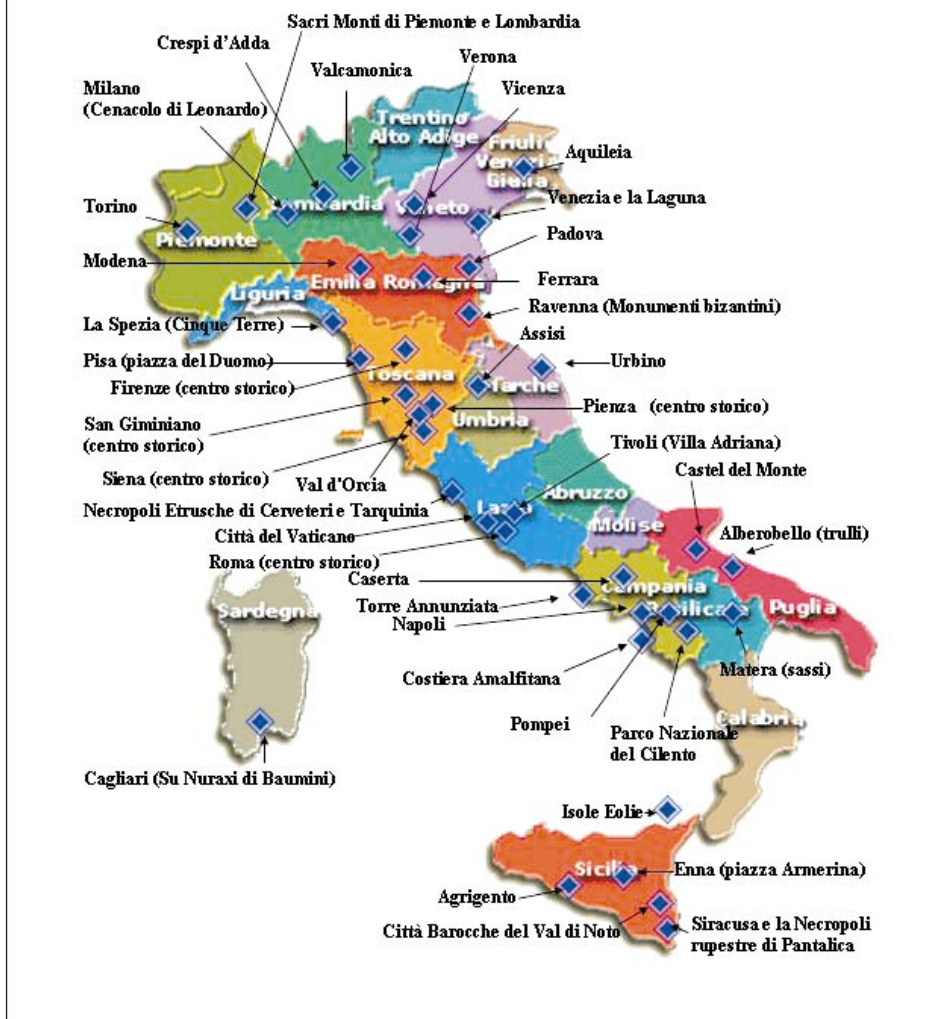 Sacri Monti di Piemonte e Lombardia
Crespi d'Adda
Verona
Valcamonica
Vicenza
Milano
(Cenacolo di Leonardo)
Trentino
Alto Adige
Friuli
Venezia
Giulia
Aquileia
Lombardia
Veneto
Venezia e la Laguna
Torino
Piemonte
Padova
Modena
Emilia Romagna
Ferrara
Liguria
Ravenna (Monumenti bizantini)
La Spezia (Cinque Terre)
Assisi
Pisa (piazza del Duomo)
Urbino
Toscana
Firenze (centro storico)
Marche
Pienza (centro storico)
San Giminiano
(centro storico)
Umbria
Tivoli (Villa Adriana)
Siena (centro storico)
Val d'Orcia
Castel del Monte
Necropoli Etrusche di Cerveteri e Tarquinia
Lazio
Abruzzo
Molise
Città del Vaticano
Alberobello (trulli)
Roma (centro storico)
Caserta
Campania
Sardegna
Torre Annunziata
Napoli
Basilicata
Puglia
Costiera Amalfitana
Matera (sassi)
Pompei
Parco Nazionale
del Cilento
Calabria
Cagliari (Su Nuraxi di Baumini)
Isole Eolie
Sicilia
Enna (piazza Armerina)
Agrigento
Città Barocche del Val di Noto
Siracusa e la Necropoli
rupestre di Pantalica